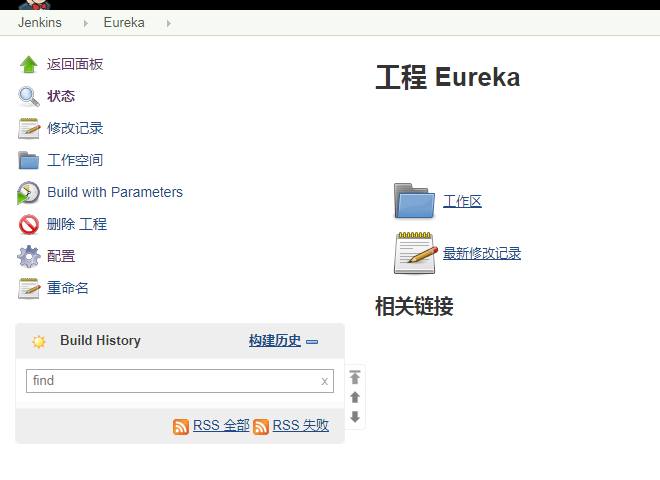 Jenkins Eureka
返回面板
状态
修改记录
工作空间
Build with Parameters
删除 工程
配置
重命名
Build History 构建历史
find x
RSS 全部 RSS 失败
工程 Eureka
工作区
最新修改记录
相关链接